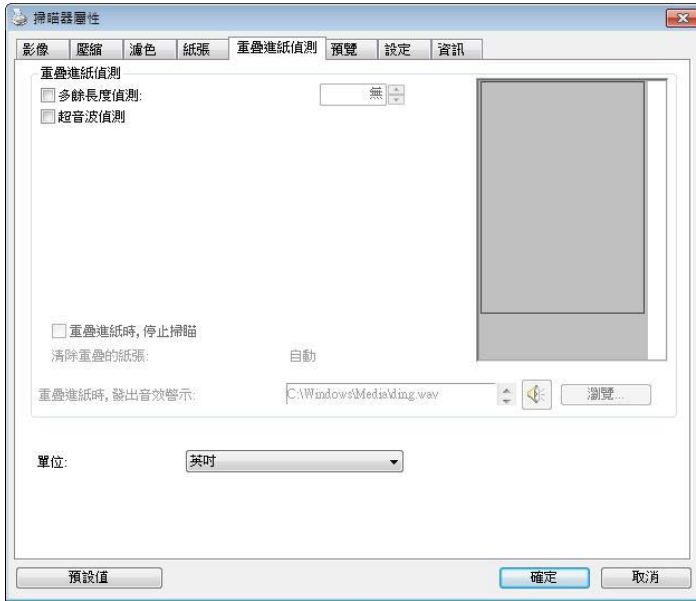 掃瞄器屬性
影像 壓縮 濾色 紙張 重疊進紙偵測 預覽 設定 資訊
重疊進紙偵測
多餘長度偵測: 無
超音波偵測
重疊進紙時, 停止掃瞄
清除重疊的紙張: 自動
重疊進紙時, 發出音效警示: C:\Windows\Media\ding.wav 瀏覽...
單位: 英吋
預設值 確定 取消